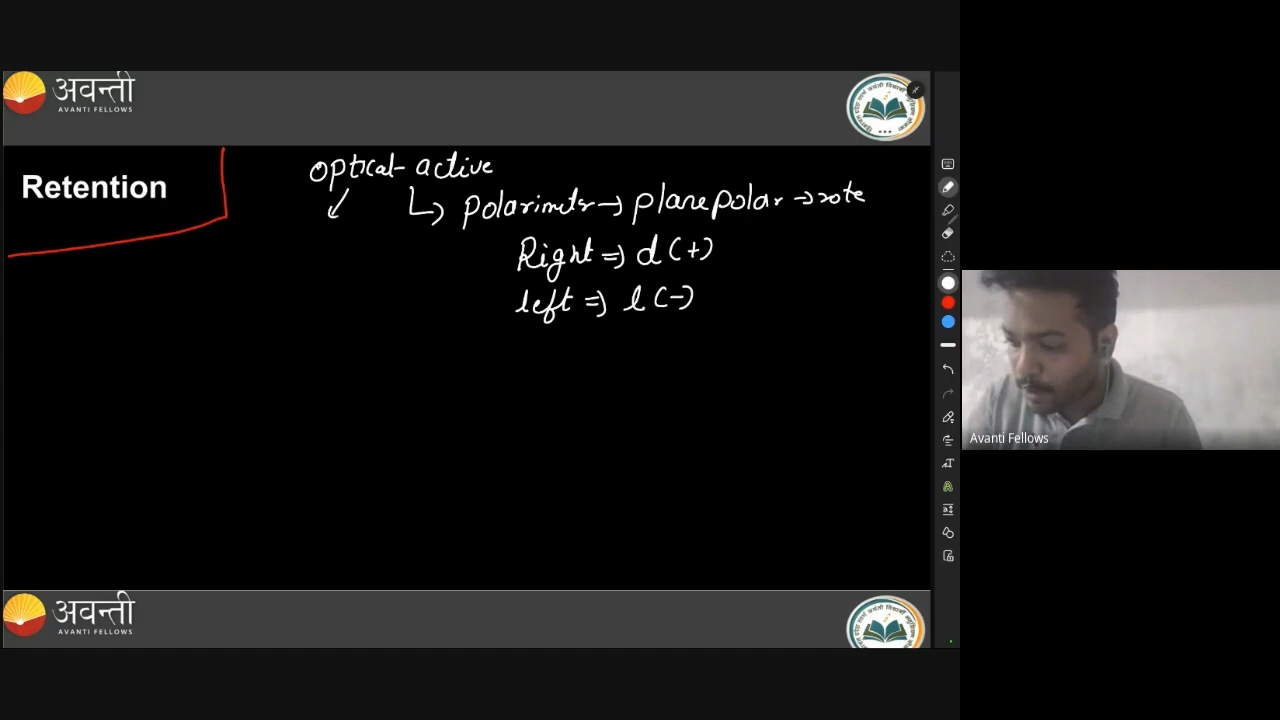 अवन्ती
AVANTI FELLOWS
Retention
optical-active
polarimeter → plane polar → rote
Right ⇒ d (+)
left ⇒ l (-)
Avanti Fellows
अवन्ती
AVANTI FELLOWS